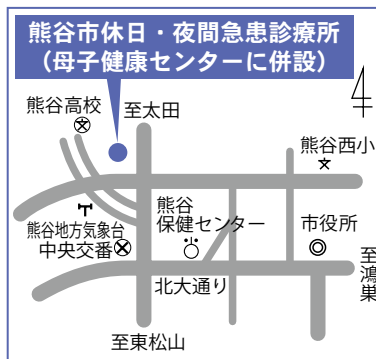 熊谷市休日・夜間急患診療所
（母子健康センターに併設）
熊谷高校
至太田
熊谷西小
熊谷
保健センター
熊谷地方気象台
中央交番
市役所
北大通り
至鴻巣
至東松山